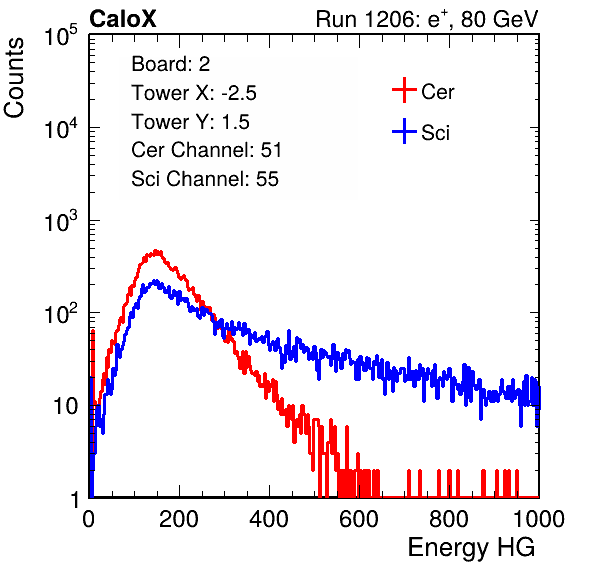 CaloX Run 1206: e⁺, 80 GeV
Counts
Board: 2
Tower X: -2.5
Tower Y: 1.5
Cer Channel: 51
Sci Channel: 55
Cer
Sci
10⁵
10⁴
10³
10²
10
1
0 200 400 600 800 1000
Energy HG